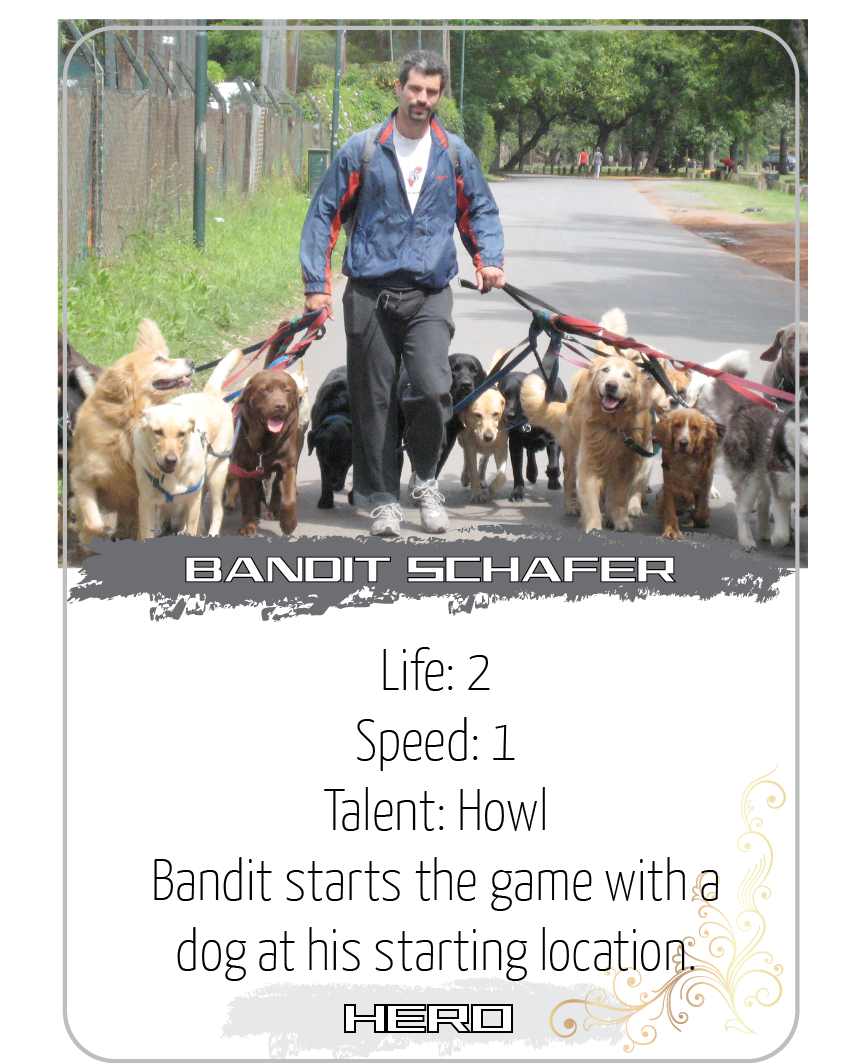 22
BANDIT SCHAFER
Life: 2
Speed: 1
Talent: Howl
Bandit starts the game with a
dog at his starting location.
HERO